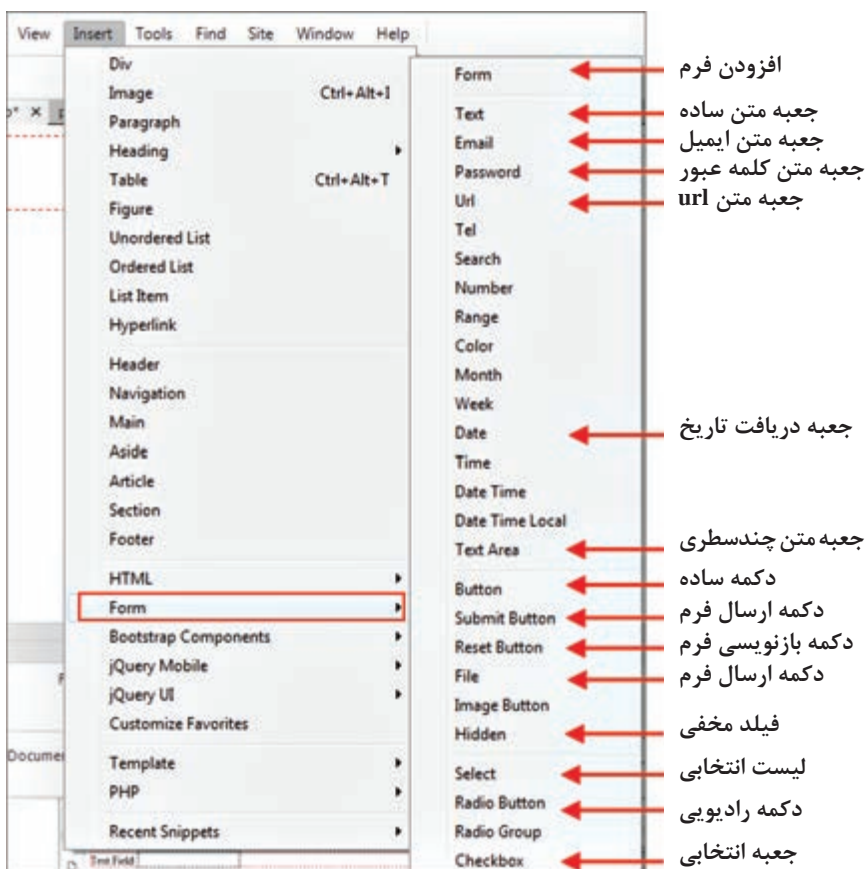 View Insert Tools Find Site Window Help
Div
Image Ctrl+Alt+I
Paragraph
Heading
Table Ctrl+Alt+T
Figure
Unordered List
Ordered List
List Item
Hyperlink
Header
Navigation
Main
Aside
Article
Section
Footer
HTML
Form
Bootstrap Components
jQuery Mobile
jQuery UI
Customize Favorites
Template
PHP
Recent Snippets
Docume
Text Field
Form افزودن فرم
Text جعبه متن ساده
Email جعبه متن ایمیل
Password جعبه متن کلمه عبور
Url جعبه متن url
Tel
Search
Number
Range
Color
Month
Week
Date جعبه دریافت تاریخ
Time
Date Time
Date Time Local
Text Area جعبه متن چندسطری
Button دکمه ساده
Submit Button دکمه ارسال فرم
Reset Button دکمه بازنویسی فرم
File دکمه ارسال فرم
Image Button
Hidden فیلد مخفی
Select لیست انتخابی
Radio Button دکمه رادیویی
Radio Group
Checkbox جعبه انتخابی